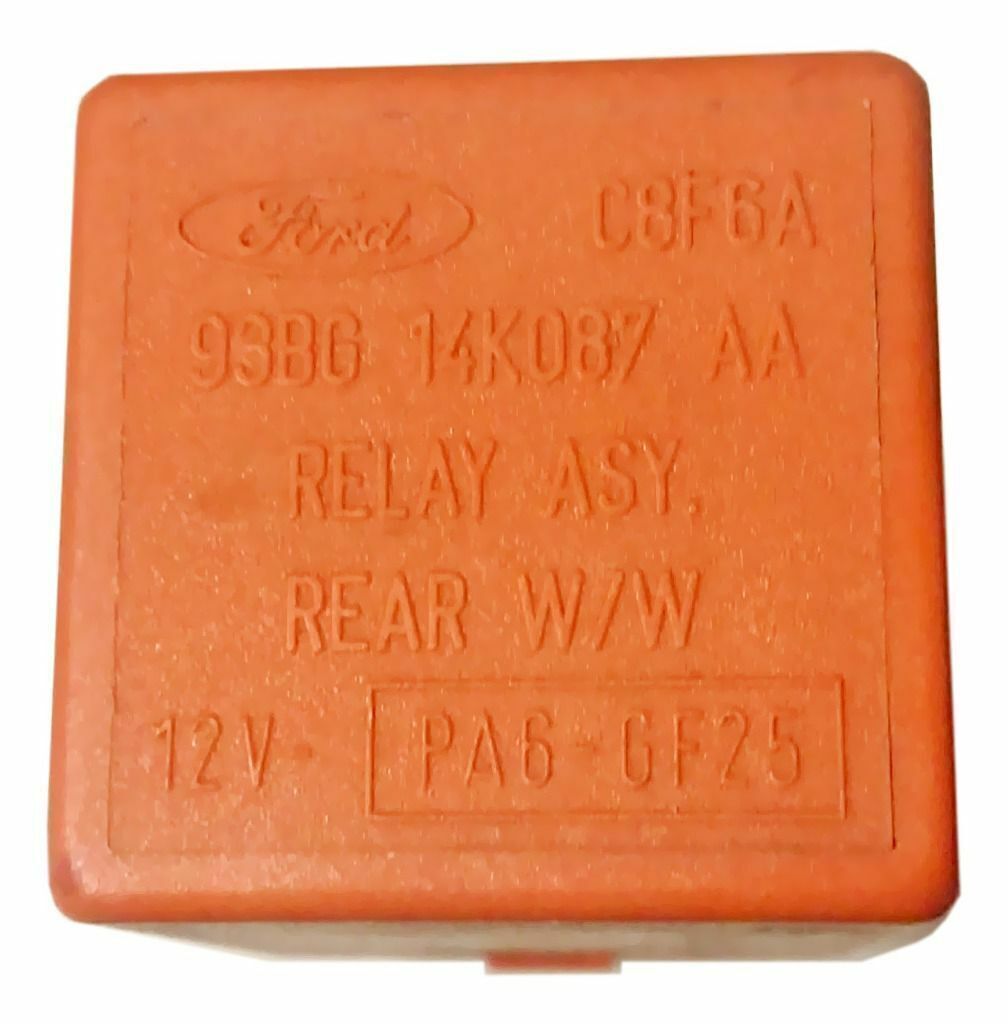 Ford C8F6A
93BG 14K087 AA
RELAY ASY.
REAR W/W
12V- PA6-GF25